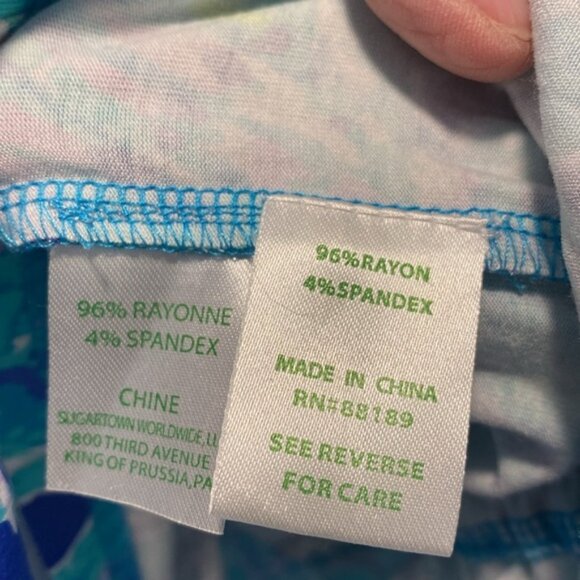 96% RAYONNE
4% SPANDEX
CHINE
SUGARTOWN WORLDWIDE, LL
800 THIRD AVENUE
KING OF PRUSSIA, PA
96%RAYON
4%SPANDEX
MADE IN CHINA
RN#88189
SEE REVERSE
FOR CARE